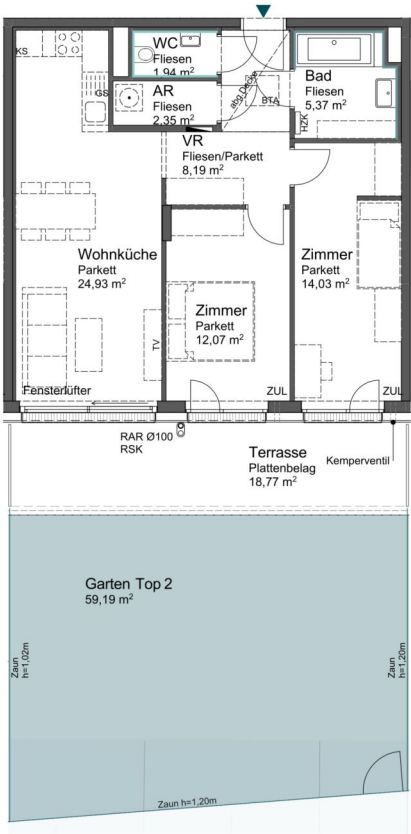 WC
Fliesen
1,94 m²
KS
GS
AR
Fliesen
2,35 m²
abg.Decke
BTA
HZK
Bad
Fliesen
5,37 m²
VR
Fliesen/Parkett
8,19 m²
Wohnküche
Parkett
24,93 m²
Zimmer
Parkett
14,03 m²
Zimmer
Parkett
12,07 m²
TV
Fensterlüfter
ZUL
ZUL
RAR Ø100
RSK
Terrasse
Plattenbelag
18,77 m²
Kemperventil
Garten Top 2
59,19 m²
Zaun
h=1,02m
Zaun
h=1,20m
Zaun h=1,20m